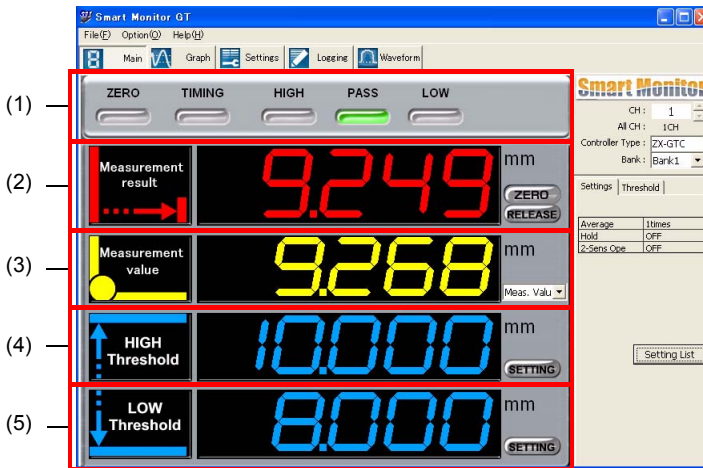 Smart Monitor GT
File(F) Option(O) Help(H)
Main Graph Settings Logging Waveform
(1)
ZERO TIMING HIGH PASS LOW
(2)
Measurement
result
9.249
mm
ZERO
RELEASE
(3)
Measurement
value
9.268
mm
Meas. Valu
(4)
HIGH
Threshold
10.000
mm
SETTING
(5)
LOW
Threshold
8.000
mm
SETTING
Smart Monitor
CH : 1
All CH : 1CH
Controller Type : ZX-GTC
Bank : Bank1
Settings Threshold
Average 1times
Hold OFF
2-Sens Ope OFF
Setting List